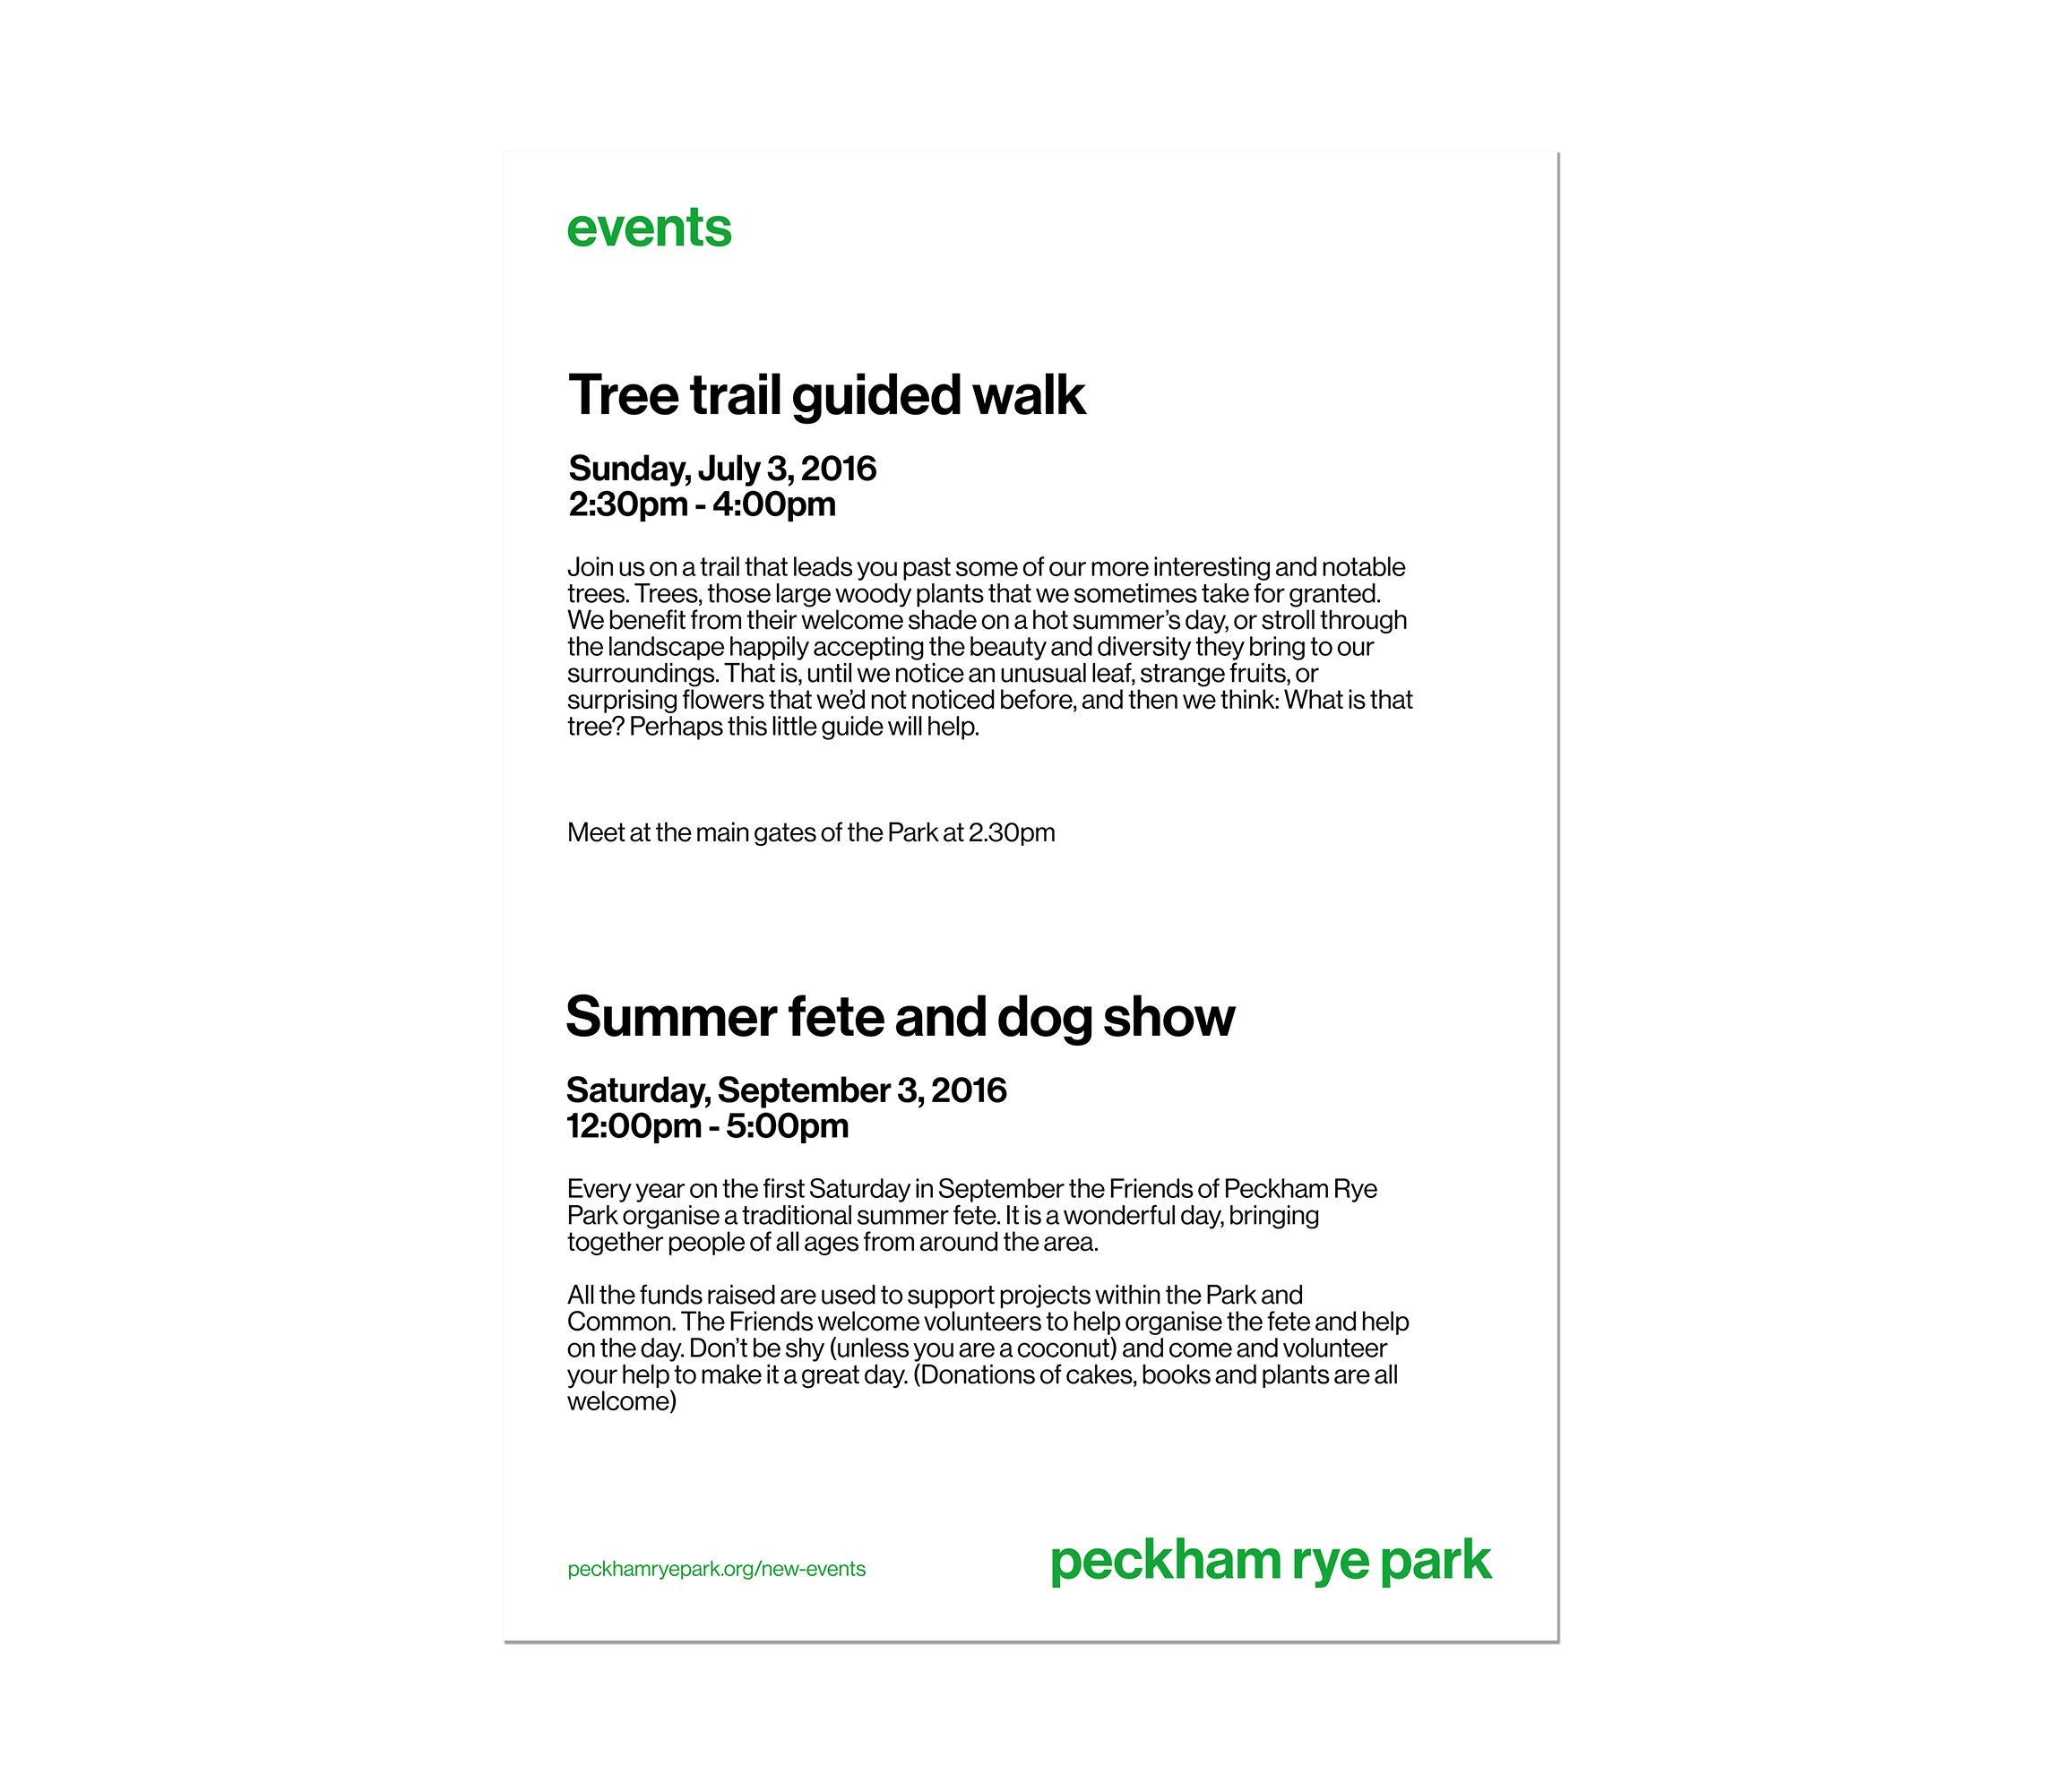 events
Tree trail guided walk
Sunday, July 3, 2016
2:30pm - 4:00pm
Join us on a trail that leads you past some of our more interesting and notable
trees. Trees, those large woody plants that we sometimes take for granted.
We benefit from their welcome shade on a hot summer’s day, or stroll through
the landscape happily accepting the beauty and diversity they bring to our
surroundings. That is, until we notice an unusual leaf, strange fruits, or
surprising flowers that we’d not noticed before, and then we think: What is that
tree? Perhaps this little guide will help.
Meet at the main gates of the Park at 2.30pm
Summer fete and dog show
Saturday, September 3, 2016
12:00pm - 5:00pm
Every year on the first Saturday in September the Friends of Peckham Rye
Park organise a traditional summer fete. It is a wonderful day, bringing
together people of all ages from around the area.
All the funds raised are used to support projects within the Park and
Common. The Friends welcome volunteers to help organise the fete and help
on the day. Don’t be shy (unless you are a coconut) and come and volunteer
your help to make it a great day. (Donations of cakes, books and plants are all
welcome)
peckhamryepark.org/new-events
peckham rye park